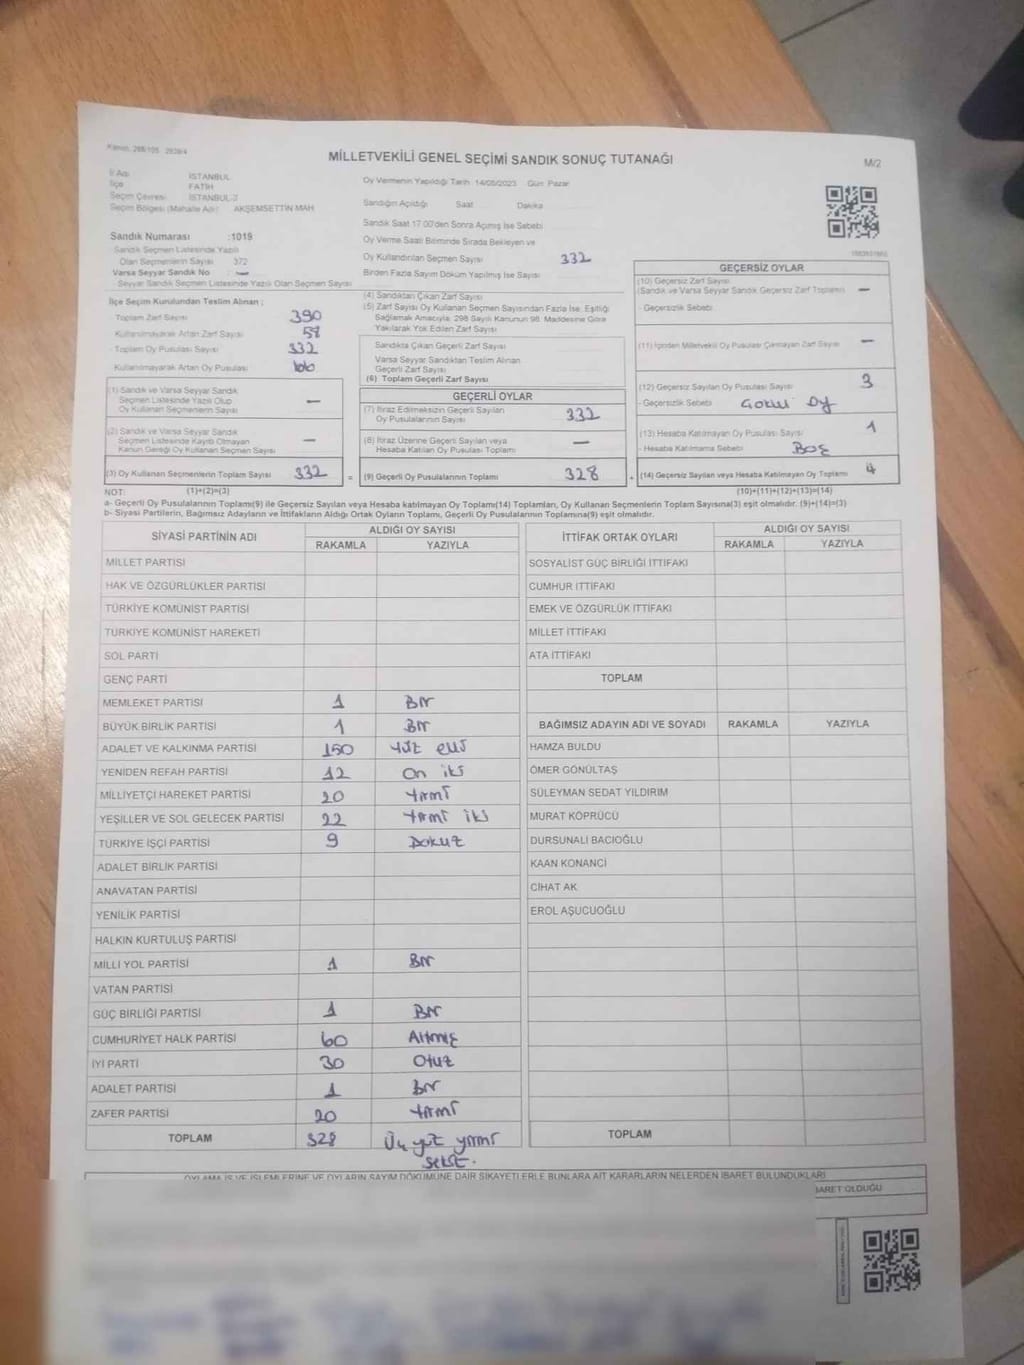 MİLLETVEKİLİ GENEL SEÇİMİ SANDIK SONUÇ TUTANAĞI
M/2
İl Adı İSTANBUL
İlçe FATİH
Seçim Çevresi İSTANBUL-2
Seçim Bölgesi (Mahalle Adı) AKŞEMSETTİN MAH
Sandık Numarası :1019
Sandık Seçmen Listesinde Yazılı
Olan Seçmenlerin Sayısı 372
Varsa Seyyar Sandık No —
Seyyar Sandık Seçmen Listesinde Yazılı Olan Seçmen Sayısı
Oy Vermenin Yapıldığı Tarih :14/05/2023 Gün: Pazar
Sandığın Açıldığı Saat Dakika
Sandık Saat 17:00'den Sonra Açılmış İse Sebebi
Oy Verme Saati Bitiminde Sırada Bekleyen ve
Oy Kullandırılan Seçmen Sayısı 332
Birden Fazla Sayım Döküm Yapılmış İse Sayısı
İlçe Seçim Kurulundan Teslim Alınan ;
Toplam Zarf Sayısı 390
Kullanılmayarak Artan Zarf Sayısı 58
Toplam Oy Pusulası Sayısı 332
Kullanılmayarak Artan Oy Pusulası
(1) Sandık ve Varsa Seyyar Sandık
Seçmen Listesinde Yazılı Olup
Oy Kullanan Seçmenlerin Sayısı —
(2) Sandık ve Varsa Seyyar Sandık
Seçmen Listesinde Kayıtlı Olmayan
Kanun Gereği Oy Kullanan Seçmen Sayısı —
(3) Oy Kullanan Seçmenlerin Toplam Sayısı 332
(4) Sandıktan Çıkan Zarf Sayısı
(5) Zarf Sayısı Oy Kullanan Seçmen Sayısından Fazla İse, Eşitliği
Sağlamak Amacıyla, 298 Sayılı Kanunun 98. Maddesine Göre
Yakılarak Yok Edilen Zarf Sayısı
Sandıkta Çıkan Geçerli Zarf Sayısı
Varsa Seyyar Sandıktan Teslim Alınan
Geçerli Zarf Sayısı
(6) Toplam Geçerli Zarf Sayısı
GEÇERLİ OYLAR
(7) İtiraz Edilmeksizin Geçerli Sayılan
Oy Pusulalarının Sayısı 332
(8) İtiraz Üzerine Geçerli Sayılan veya
Hesaba Katılan Oy Pusulası Toplamı —
= (9) Geçerli Oy Pusulalarının Toplamı 328
GEÇERSİZ OYLAR
(10) Geçersiz Zarf Sayısı
(Sandık ve Varsa Seyyar Sandık Geçersiz Zarf Toplamı) —
- Geçersizlik Sebebi
(11) İçinden Milletvekili Oy Pusulası Çıkmayan Zarf Sayısı —
(12) Geçersiz Sayılan Oy Pusulası Sayısı 3
- Geçersizlik Sebebi Oy
(13) Hesaba Katılmayan Oy Pusulası Sayısı 1
- Hesaba Katılmama Sebebi Boş
+ (14) Geçersiz Sayılan veya Hesaba Katılmayan Oy Toplamı 4
NOT: (1)+(2)=(3) (10)+(11)+(12)+(13)=(14)
a- Geçerli Oy Pusulalarının Toplamı(9) ile Geçersiz Sayılan veya Hesaba katılmayan Oy Toplam(14) Toplamları, Oy Kullanan Seçmenlerin Toplam Sayısına(3) eşit olmalıdır. (9)+(14)=(3)
b- Siyasi Partilerin, Bağımsız Adayların ve İttifakların Aldığı Ortak Oyların Toplamı, Geçerli Oy Pusulalarının Toplamına(9) eşit olmalıdır.
SİYASİ PARTİNİN ADI ALDIĞI OY SAYISI
RAKAMLA YAZIYLA
MİLLET PARTİSİ
HAK VE ÖZGÜRLÜKLER PARTİSİ
TÜRKİYE KOMÜNİST PARTİSİ
TÜRKİYE KOMÜNİST HAREKETİ
SOL PARTİ
GENÇ PARTİ
MEMLEKET PARTİSİ 1 Bir
BÜYÜK BİRLİK PARTİSİ 1 Bir
ADALET VE KALKINMA PARTİSİ 150 Yüz elli
YENİDEN REFAH PARTİSİ 12 On iki
MİLLİYETÇİ HAREKET PARTİSİ 20 Yirmi
YEŞİLLER VE SOL GELECEK PARTİSİ 22 Yirmi iki
TÜRKİYE İŞÇİ PARTİSİ 9 Dokuz
ADALET BİRLİK PARTİSİ
ANAVATAN PARTİSİ
YENİLİK PARTİSİ
HALKIN KURTULUŞ PARTİSİ
MİLLİ YOL PARTİSİ 1 Bir
VATAN PARTİSİ
GÜÇ BİRLİĞİ PARTİSİ 1 Bir
CUMHURİYET HALK PARTİSİ 60 Altmış
İYİ PARTİ 30 Otuz
ADALET PARTİSİ 1 Bir
ZAFER PARTİSİ 20 Yirmi
TOPLAM 328 Üç yüz yirmi
sekiz.
İTTİFAK ORTAK OYLARI ALDIĞI OY SAYISI
RAKAMLA YAZIYLA
SOSYALİST GÜÇ BİRLİĞİ İTTİFAKI
CUMHUR İTTİFAKI
EMEK VE ÖZGÜRLÜK İTTİFAKI
MİLLET İTTİFAKI
ATA İTTİFAKI
TOPLAM
BAĞIMSIZ ADAYIN ADI VE SOYADI RAKAMLA YAZIYLA
HAMZA BULDU
ÖMER GÖNÜLTAŞ
SÜLEYMAN SEDAT YILDIRIM
MURAT KÖPRÜCÜ
DURSUNALİ BACIOĞLU
KAAN KONANCİ
CİHAT AK
EROL AŞUCUOĞLU
TOPLAM
OYLAMA İŞ VE İŞLEMLERİNE VE OYLARIN SAYIM DÖKÜMÜNE DAİR ŞİKAYETLERLE BUNLARA AİT KARARLARIN NELERDEN İBARET BULUNDUKLARI
BARET OLDUĞU